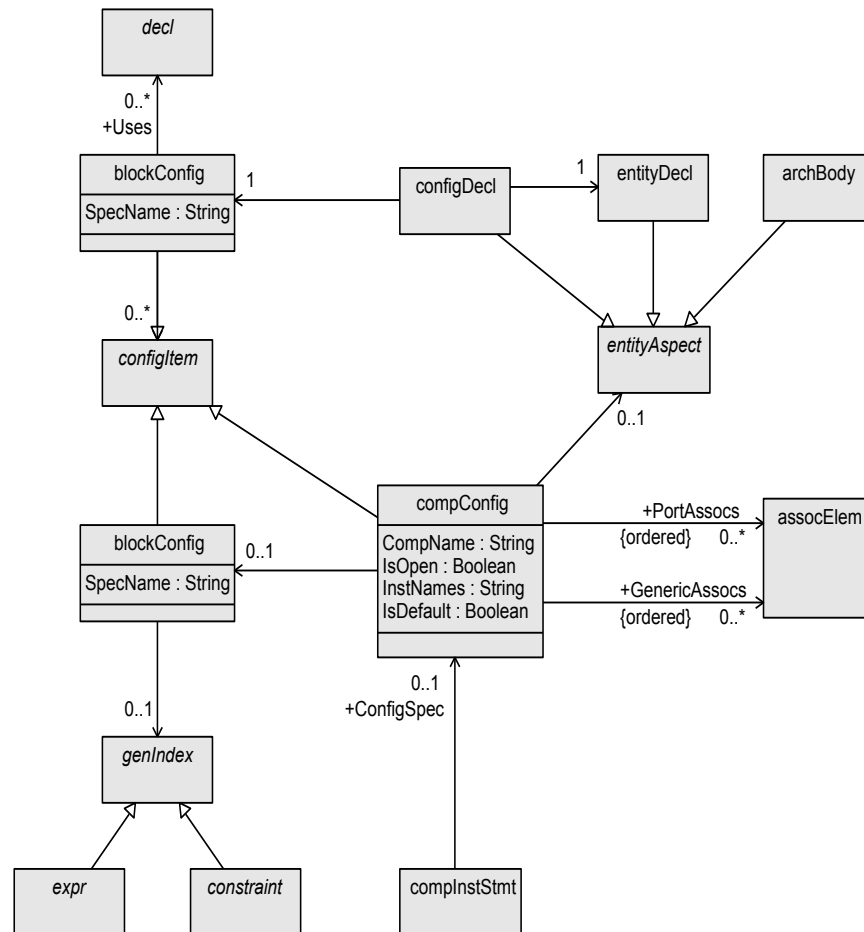 decl
0..*
+Uses
blockConfig
SpecName : String
1
configDecl
1
entityDecl
archBody
0..*
configItem
entityAspect
0..1
blockConfig
SpecName : String
0..1
compConfig
CompName : String
IsOpen : Boolean
InstNames : String
IsDefault : Boolean
+PortAssocs
{ordered} 0..*
+GenericAssocs
{ordered} 0..*
assocElem
0..1
+ConfigSpec
0..1
genIndex
expr
constraint
compInstStmt